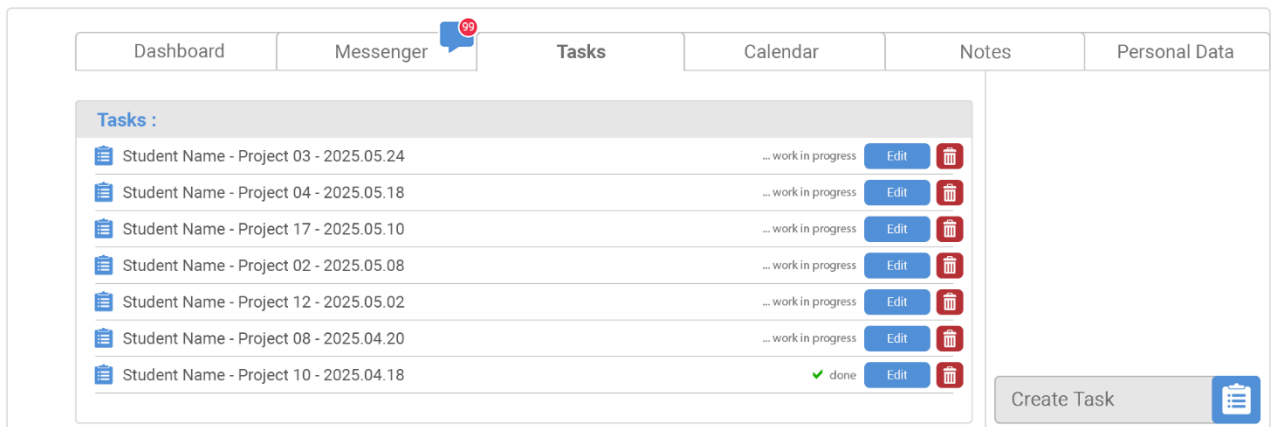 99
Dashboard Messenger Tasks Calendar Notes Personal Data
Tasks :
Student Name - Project 03 - 2025.05.24 ... work in progress Edit
Student Name - Project 04 - 2025.05.18 ... work in progress Edit
Student Name - Project 17 - 2025.05.10 ... work in progress Edit
Student Name - Project 02 - 2025.05.08 ... work in progress Edit
Student Name - Project 12 - 2025.05.02 ... work in progress Edit
Student Name - Project 08 - 2025.04.20 ... work in progress Edit
Student Name - Project 10 - 2025.04.18 done Edit
Create Task